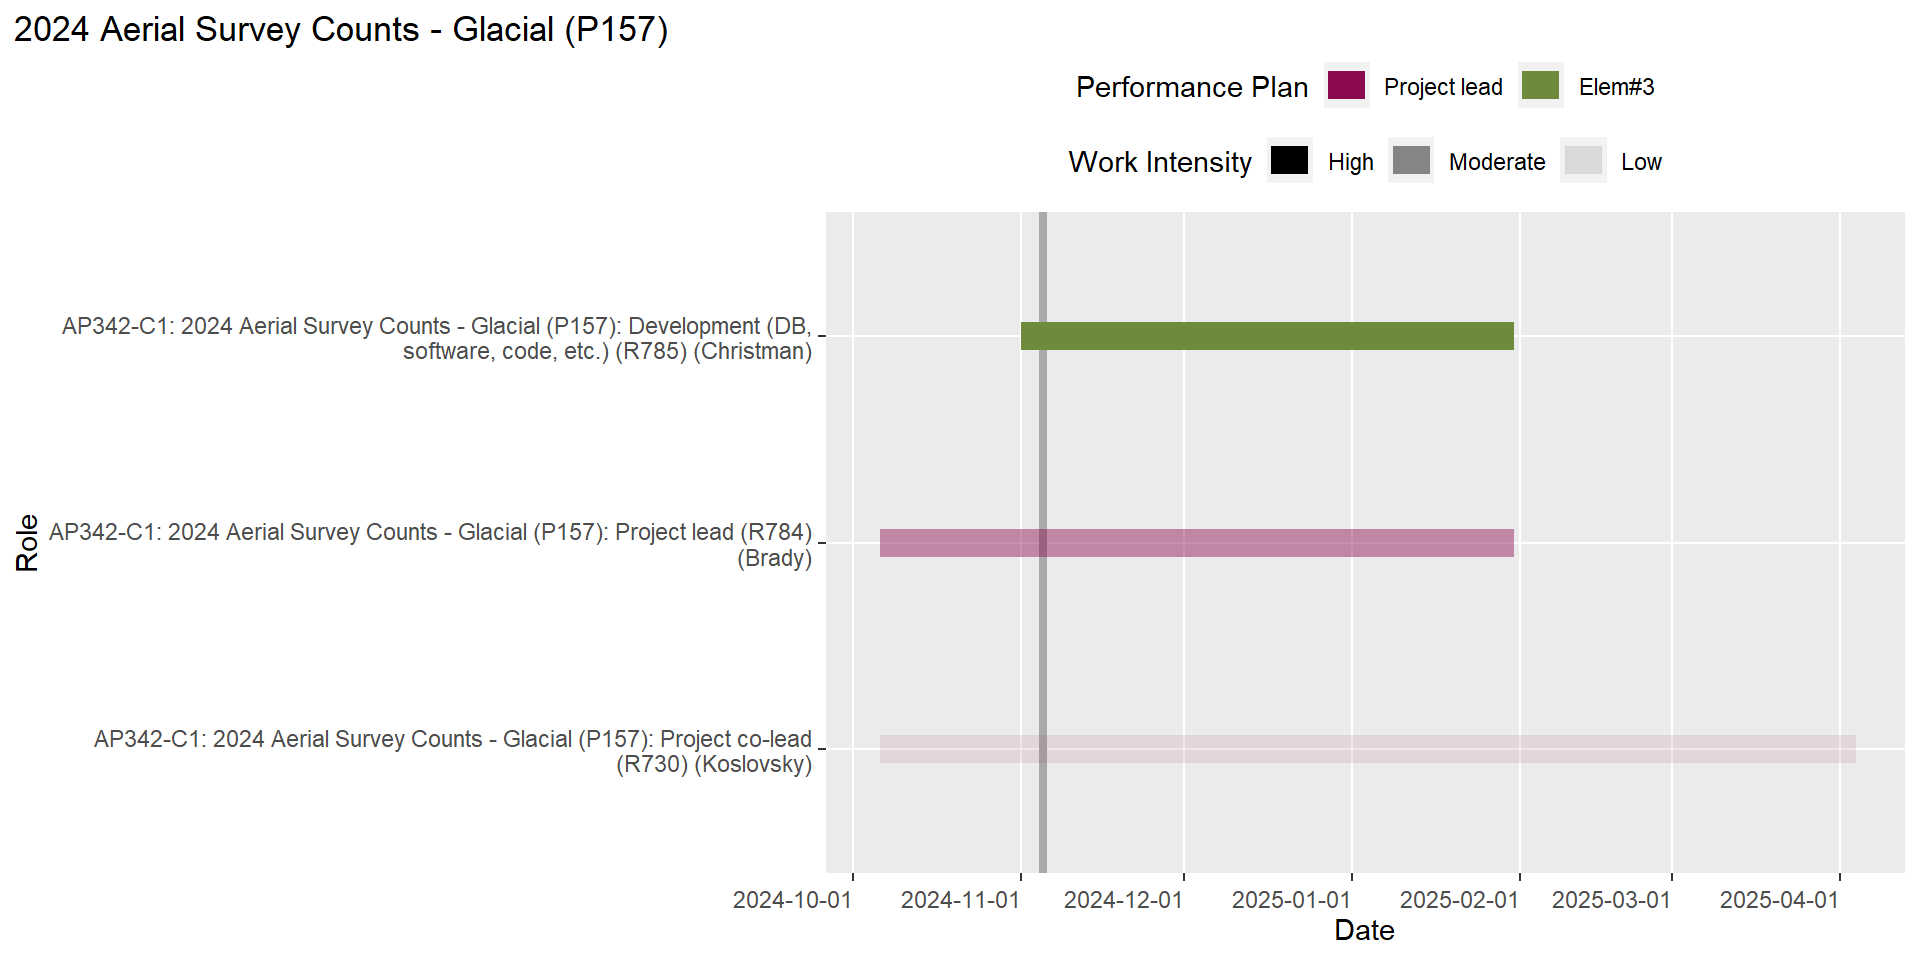 2024 Aerial Survey Counts - Glacial (P157)
Performance Plan Project lead Elem#3
Work Intensity High Moderate Low
AP342-C1: 2024 Aerial Survey Counts - Glacial (P157): Development (DB,
software, code, etc.) (R785) (Christman)
Role
AP342-C1: 2024 Aerial Survey Counts - Glacial (P157): Project lead (R784)
(Brady)
AP342-C1: 2024 Aerial Survey Counts - Glacial (P157): Project co-lead
(R730) (Koslovsky)
2024-10-01 2024-11-01 2024-12-01 2025-01-01 2025-02-01 2025-03-01 2025-04-01
Date